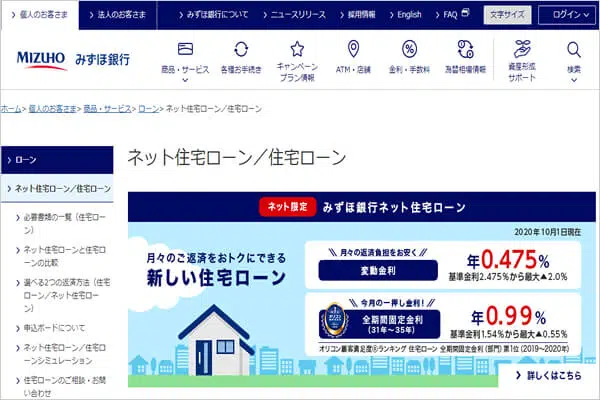 個人のお客さま
法人のお客さま
みずほ銀行について
ニュースリリース
採用情報
English
FAQ
文字サイズ
ログイン
MIZUHO みずほ銀行
商品・サービス
各種お手続き
キャンペーン
プラン情報
ATM・店舗
金利・手数料
為替相場情報
資産形成
サポート
検索
ホーム> 個人のお客さま> 商品・サービス> ローン> ネット住宅ローン/住宅ローン
ローン
ネット住宅ローン/住宅ローン
必要書類の一覧(住宅ロー
ン)
ネット住宅ローンと住宅ロー
ンの比較
選べる2つの返済方法(住宅
ローン/ネット住宅ローン)
申込ボードについて
ネット住宅ローン/住宅ロー
ンシミュレーション
住宅ローンのご相談・お問
い合わせ
ネット住宅ローン/住宅ローン
ネット限定 みずほ銀行ネット住宅ローン
2020年10月1日現在
月々のご返済をおトクにできる
新しい住宅ローン
月々の返済負担をお安く
変動金利
年0.475%
基準金利2.475%から最大▲2.0%
今月の一押し金利!
全期間固定金利
(31年〜35年)
年0.99%
基準金利1.54%から最大▲0.55%
オリコン顧客満足度®ランキング 住宅ローン 全期間固定金利(部門)第1位(2019〜2020年)
詳しくはこちら